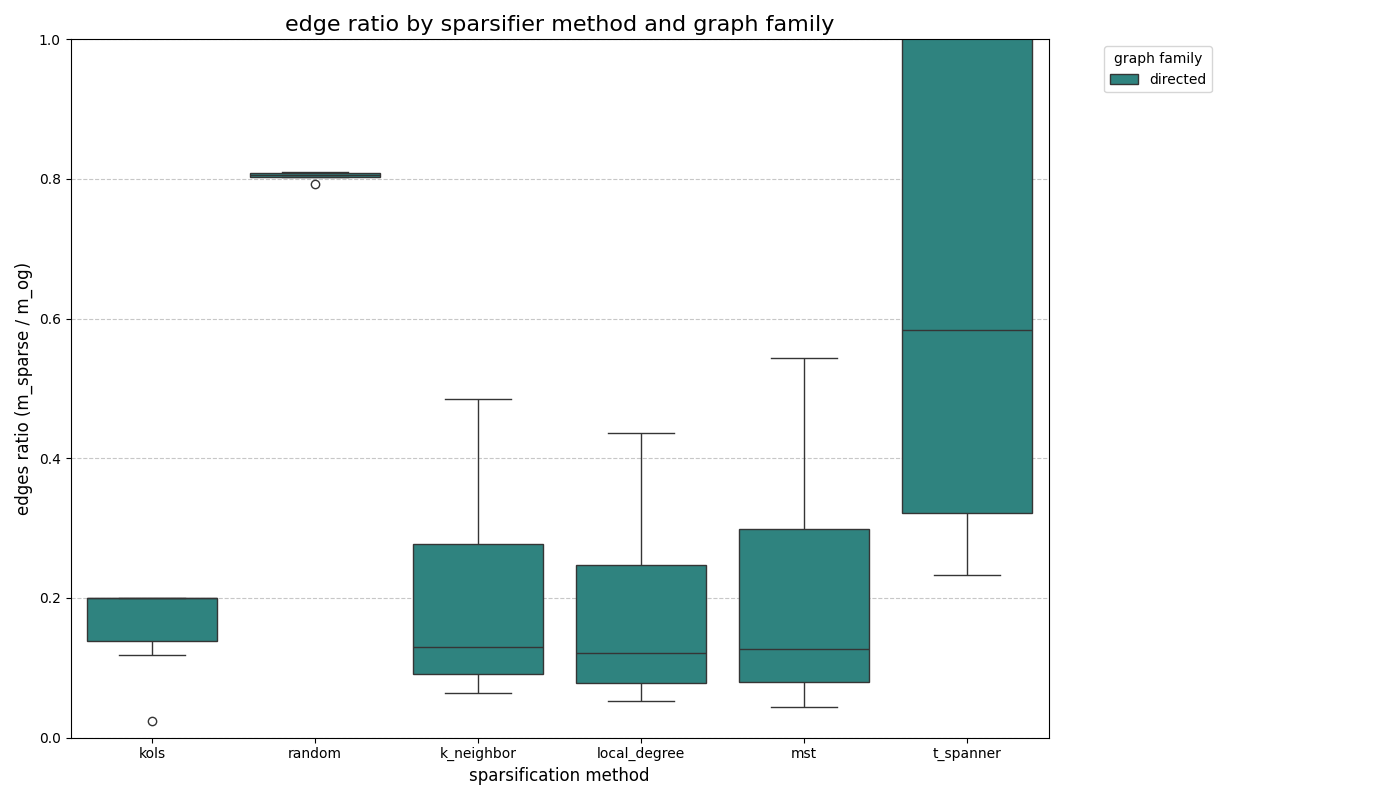 edge ratio by sparsifier method and graph family
graph family
directed
edges ratio (m_sparse / m_og)
1.0
0.8
0.6
0.4
0.2
0.0
kols random k_neighbor local_degree mst t_spanner
sparsification method